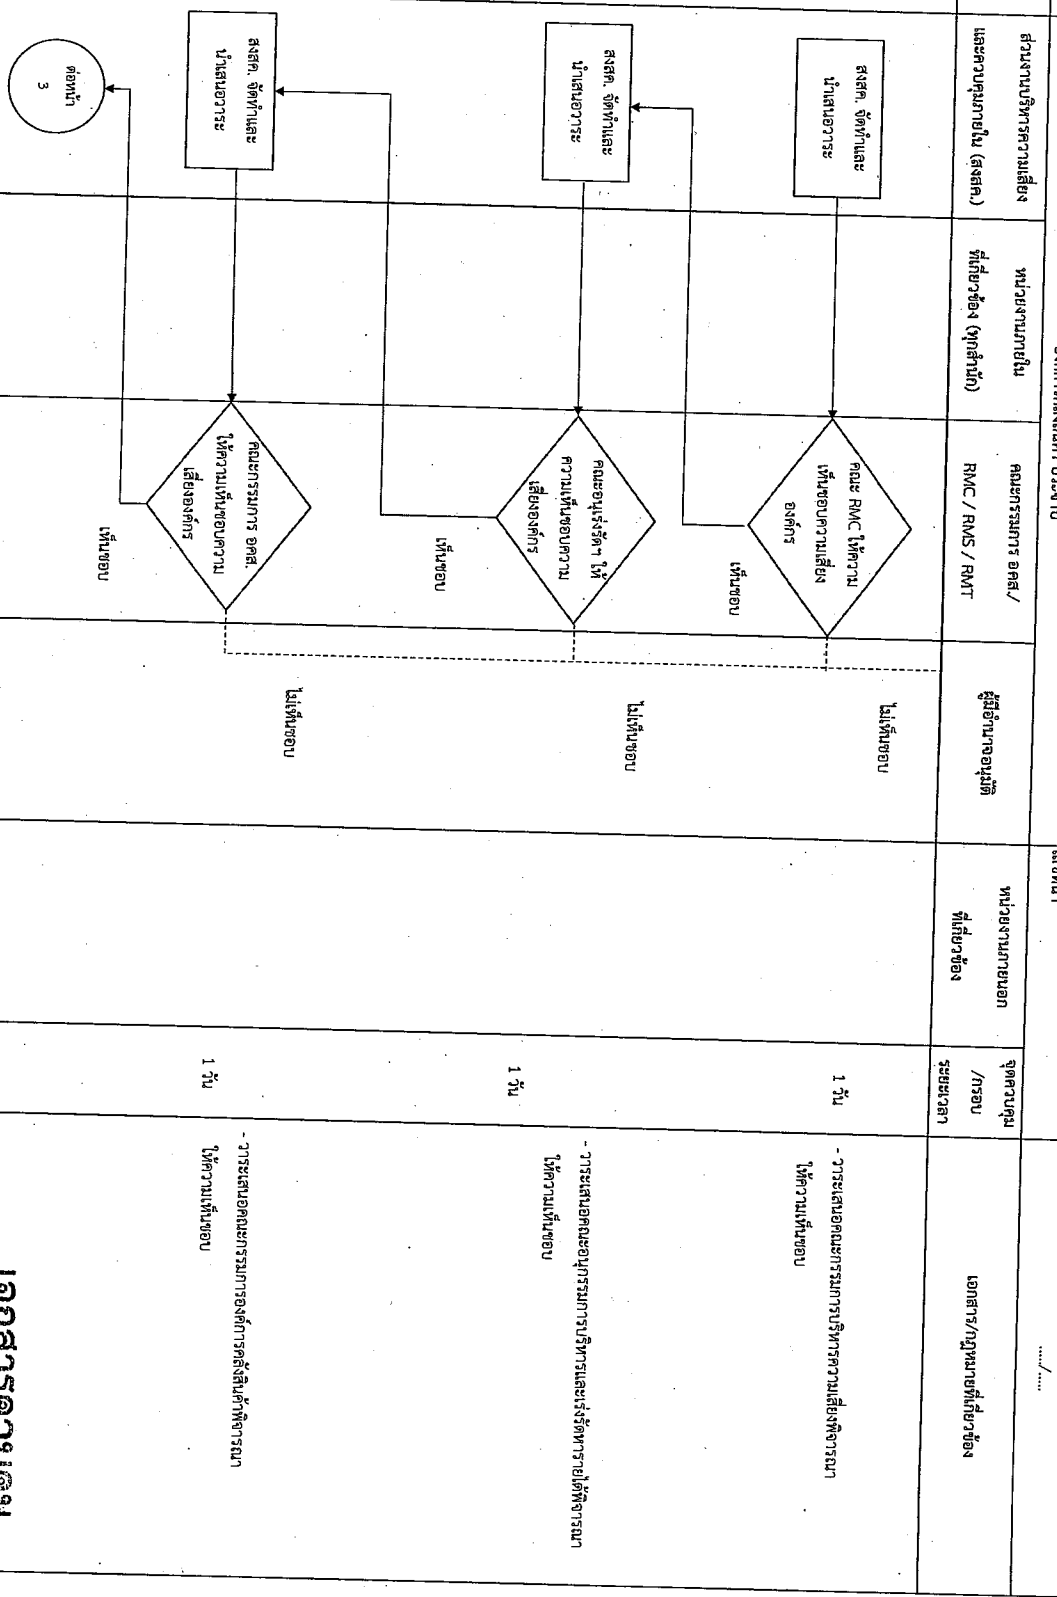 ส่วนงานบริหารความเสี่ยง
และควบคุมภายใน (สงสค.)
หน่วยงานภายใน
ที่เกี่ยวข้อง (ทุกสำนัก)
คณะกรรมการ อคส./
RMC / RMS / RMT
ผู้มีอำนาจอนุมัติ
หน่วยงานภายนอก
ที่เกี่ยวข้อง
จุดควบคุม
/กรอบ
ระยะเวลา
เอกสาร/กฎหมายที่เกี่ยวข้อง
....../......
สงสค. จัดทำและ
นำเสนอวาระ
คณะ RMC ให้ความ
เห็นชอบความเสี่ยง
องค์กร
ไม่เห็นชอบ
เห็นชอบ
1 วัน
- วาระเสนอคณะกรรมการบริหารความเสี่ยงพิจารณา
ให้ความเห็นชอบ
สงสค. จัดทำและ
นำเสนอวาระ
คณะอนุเร่งรัดฯ ให้
ความเห็นชอบความ
เสี่ยงองค์กร
ไม่เห็นชอบ
เห็นชอบ
1 วัน
- วาระเสนอคณะอนุกรรมการบริหารและเร่งรัดหารายได้พิจารณา
ให้ความเห็นชอบ
สงสค. จัดทำและ
นำเสนอวาระ
คณะกรรมการ อคส.
ให้ความเห็นชอบความ
เสี่ยงองค์กร
ไม่เห็นชอบ
เห็นชอบ
1 วัน
- วาระเสนอคณะกรรมการองค์การคลังสินค้าพิจารณา
ให้ความเห็นชอบ
ต่อหน้า
3
เอกสารควบคุม